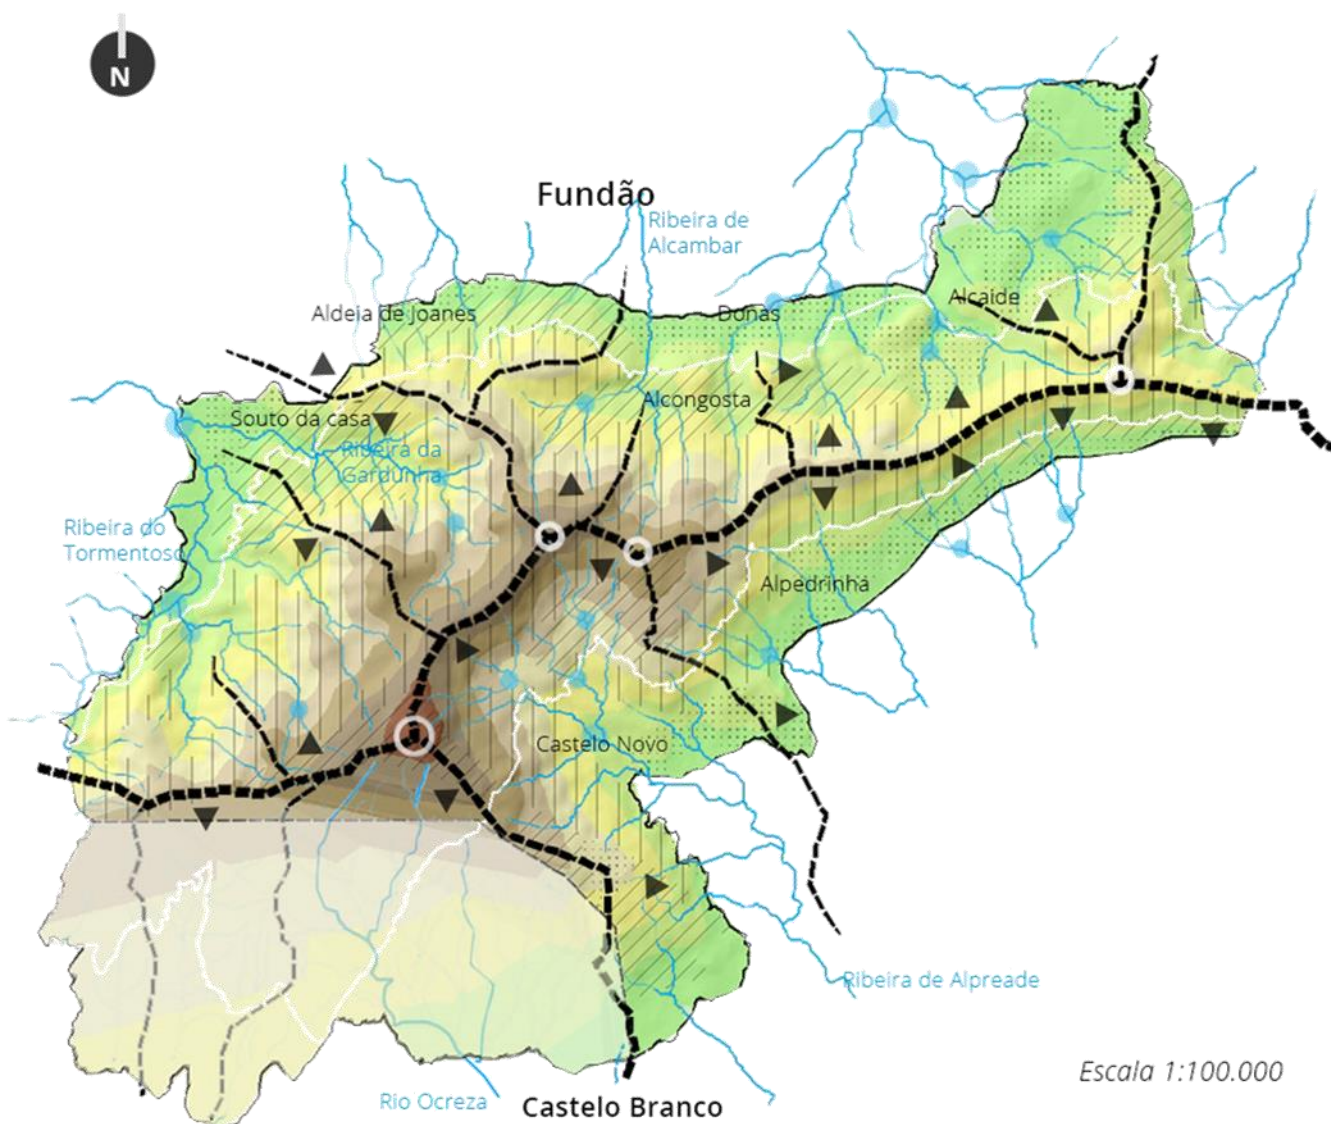 N
Fundão
Ribeira de
Alcambar
Alcaide
Aldeia de Joanes
Donas
Alcongosta
Souto da casa
Ribeira da
Gardunha
Ribeira do
Tormentoso
Alpedrinha
Castelo Novo
Ribeira de Alpreade
Escala 1:100.000
Rio Ocreza
Castelo Branco